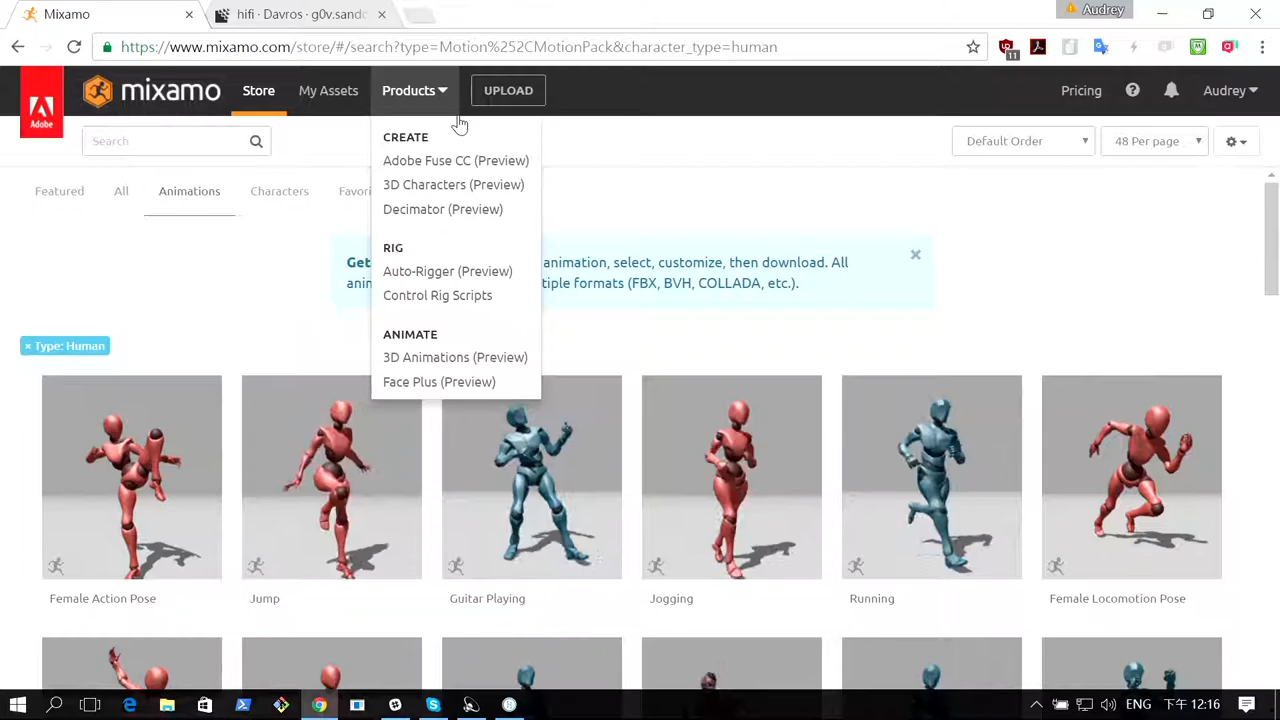 Mixamo
hifi · Davros · g0v.sand
Audrey
https://www.mixamo.com/store/#/search?type=Motion%252CMotionPack&character_type=human
11
Adobe
mixamo
Store
My Assets
Products
UPLOAD
Pricing
Audrey
Search
Default Order
48 Per page
CREATE
Adobe Fuse CC (Preview)
3D Characters (Preview)
Decimator (Preview)
RIG
Auto-Rigger (Preview)
Control Rig Scripts
ANIMATE
3D Animations (Preview)
Face Plus (Preview)
Featured
All
Animations
Characters
Favori
Get
animation, select, customize, then download. All
anim
tiple formats (FBX, BVH, COLLADA, etc.).
× Type: Human
Female Action Pose
Jump
Guitar Playing
Jogging
Running
Female Locomotion Pose
ENG
下午 12:16